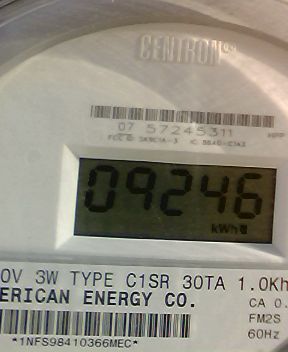 CENTRON®
07 57245311
09246
kWh
0V 3W TYPE C1SR 30TA 1.0Kh
ERICAN ENERGY CO.
CA 0.
FM2S
60Hz
*1NFS98410366MEC*